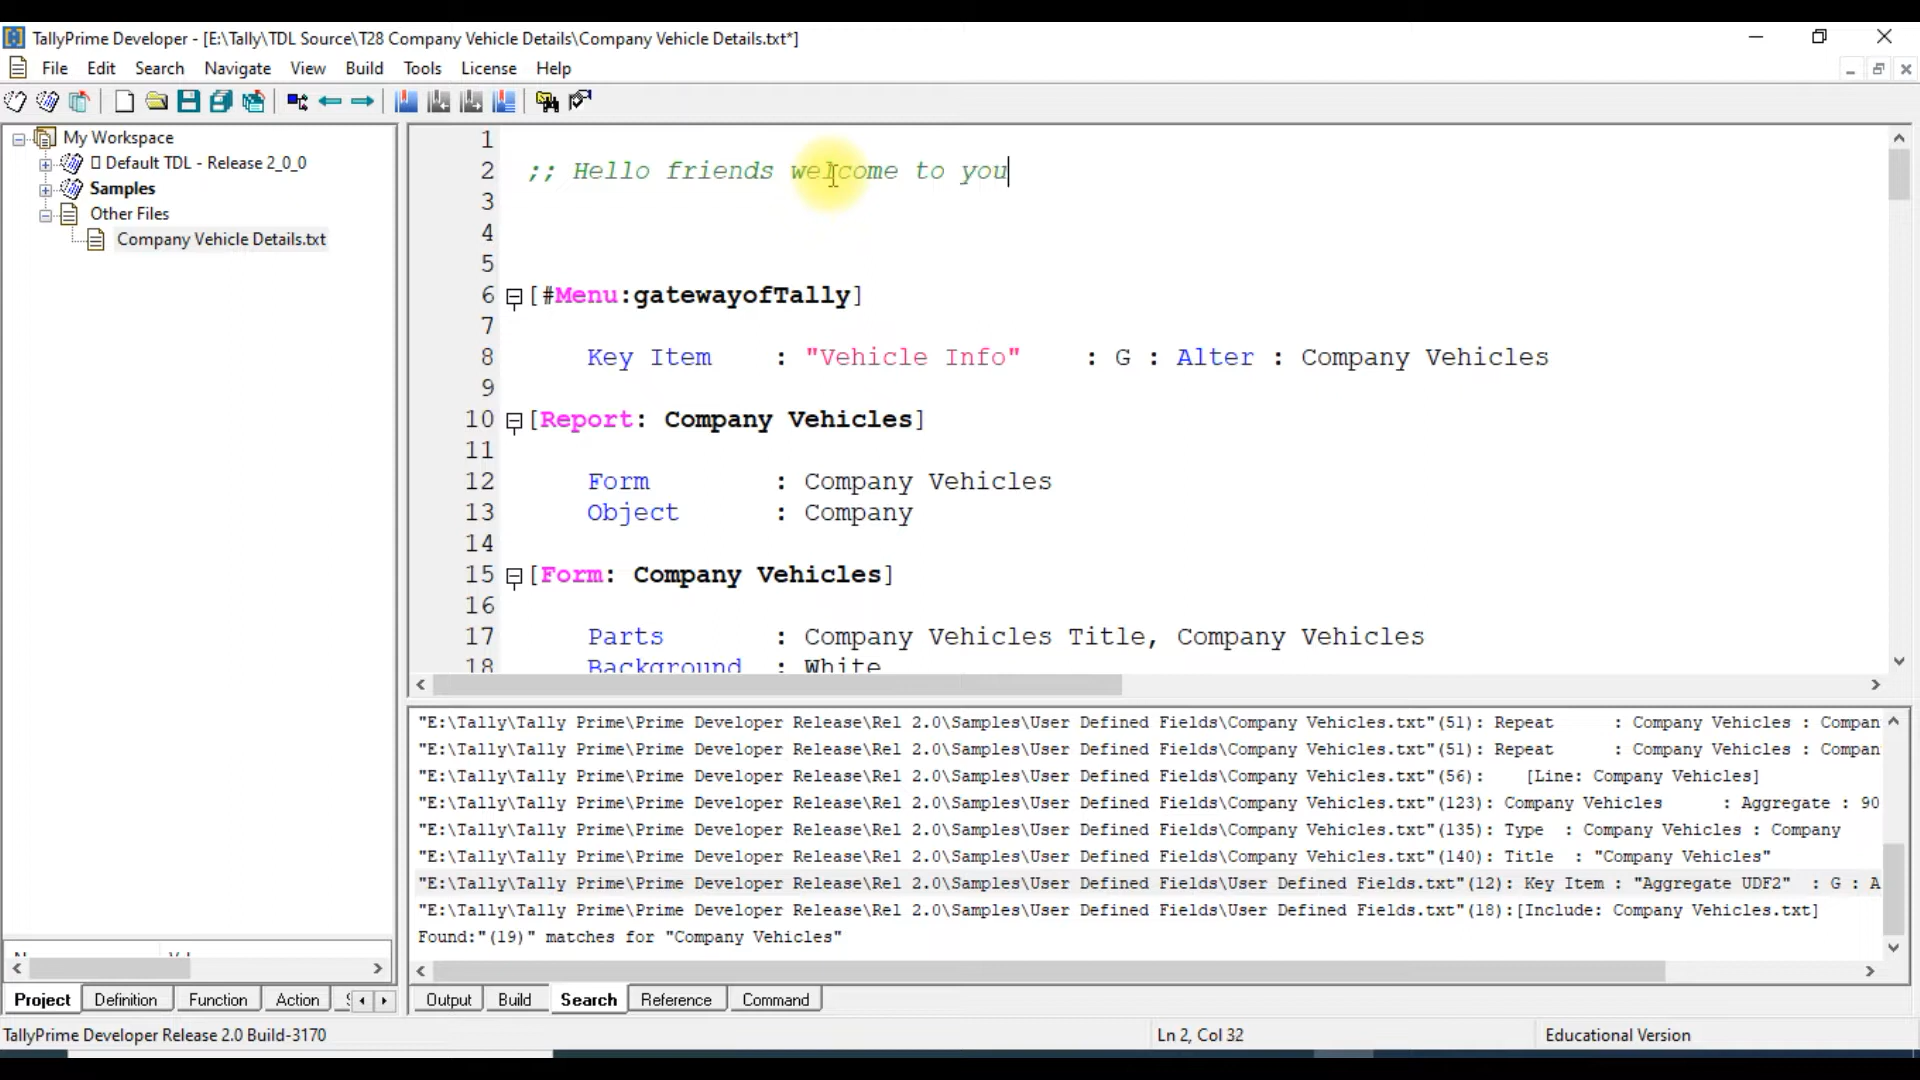 TallyPrime Developer - [E:\Tally\TDL Source\T28 Company Vehicle Details\Company Vehicle Details.txt*]
File Edit Search Navigate View Build Tools License Help
My Workspace
Default TDL - Release 2_0_0
Samples
Other Files
Company Vehicle Details.txt
1
2 ;; Hello friends welcome to you
3
4
5
6 [#Menu:gatewayofTally]
7
8 Key Item : "Vehicle Info" : G : Alter : Company Vehicles
9
10 [Report: Company Vehicles]
11
12 Form : Company Vehicles
13 Object : Company
14
15 [Form: Company Vehicles]
16
17 Parts : Company Vehicles Title, Company Vehicles
18 Background : White
"E:\Tally\Tally Prime\Prime Developer Release\Rel 2.0\Samples\User Defined Fields\Company Vehicles.txt"(51): Repeat : Company Vehicles : Compan
"E:\Tally\Tally Prime\Prime Developer Release\Rel 2.0\Samples\User Defined Fields\Company Vehicles.txt"(51): Repeat : Company Vehicles : Compan
"E:\Tally\Tally Prime\Prime Developer Release\Rel 2.0\Samples\User Defined Fields\Company Vehicles.txt"(56): [Line: Company Vehicles]
"E:\Tally\Tally Prime\Prime Developer Release\Rel 2.0\Samples\User Defined Fields\Company Vehicles.txt"(123): Company Vehicles : Aggregate : 90
"E:\Tally\Tally Prime\Prime Developer Release\Rel 2.0\Samples\User Defined Fields\Company Vehicles.txt"(135): Type : Company Vehicles : Company
"E:\Tally\Tally Prime\Prime Developer Release\Rel 2.0\Samples\User Defined Fields\Company Vehicles.txt"(140): Title : "Company Vehicles"
"E:\Tally\Tally Prime\Prime Developer Release\Rel 2.0\Samples\User Defined Fields\User Defined Fields.txt"(12): Key Item : "Aggregate UDF2" : G : A
"E:\Tally\Tally Prime\Prime Developer Release\Rel 2.0\Samples\User Defined Fields\User Defined Fields.txt"(18):[Include: Company Vehicles.txt]
Found:"(19)" matches for "Company Vehicles"
Project Definition Function Action
Output Build Search Reference Command
TallyPrime Developer Release 2.0 Build-3170
Ln 2, Col 32
Educational Version